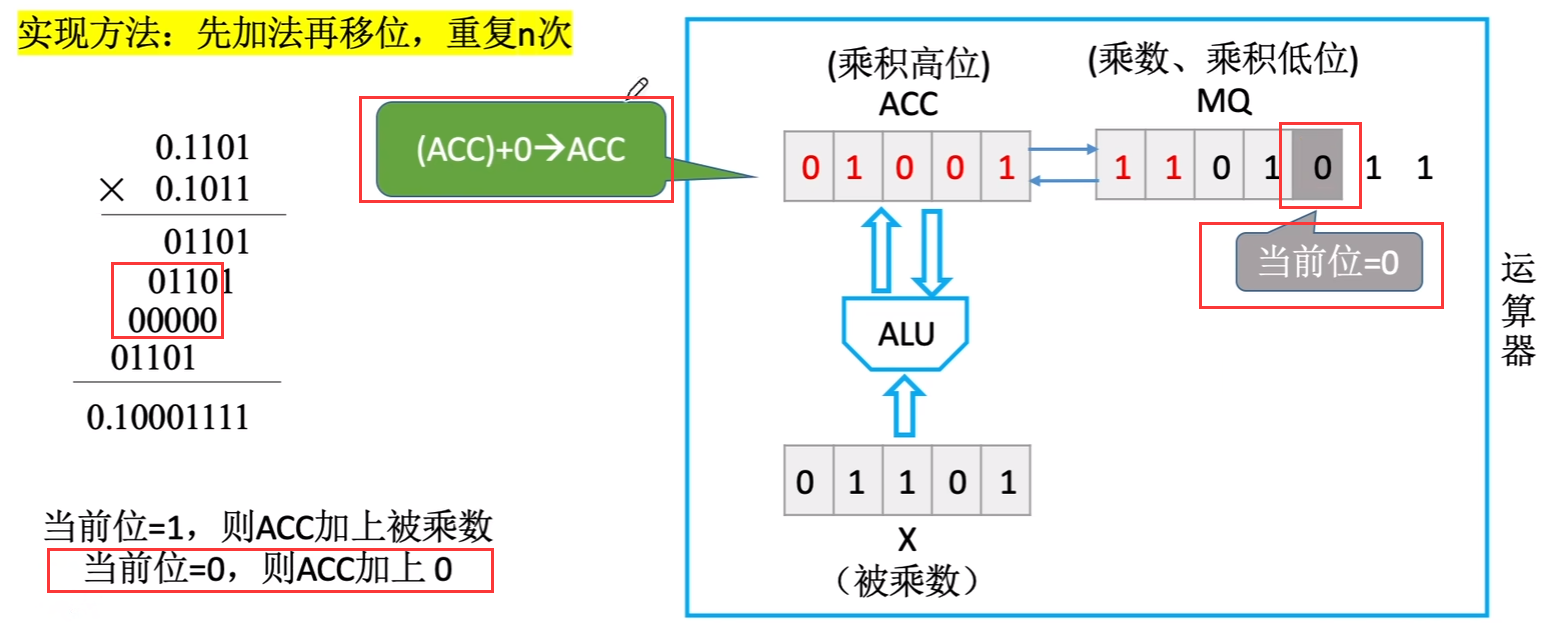 实现方法：先加法再移位，重复n次
0.1101
× 0.1011
01101
01101
00000
01101
0.10001111
当前位=1，则ACC加上被乘数
当前位=0，则ACC加上 0
(ACC)+0→ACC
(乘积高位)
ACC
0 1 0 0 1
(乘数、乘积低位)
MQ
1 1 0 1 0 1 1
当前位=0
ALU
0 1 1 0 1
X
（被乘数）
运算器